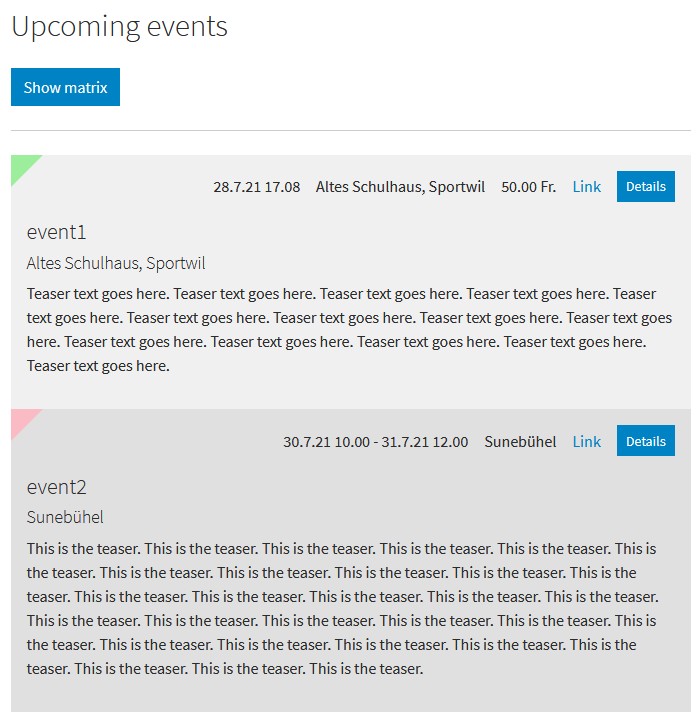 Upcoming events
Show matrix
28.7.21 17.08 Altes Schulhaus, Sportwil 50.00 Fr. Link Details
event1
Altes Schulhaus, Sportwil
Teaser text goes here. Teaser text goes here. Teaser text goes here. Teaser text goes here. Teaser
text goes here. Teaser text goes here. Teaser text goes here. Teaser text goes here. Teaser text goes
here. Teaser text goes here. Teaser text goes here. Teaser text goes here. Teaser text goes here.
Teaser text goes here.
30.7.21 10.00 - 31.7.21 12.00 Sunebühel Link Details
event2
Sunebühel
This is the teaser. This is the teaser. This is the teaser. This is the teaser. This is the teaser. This is
the teaser. This is the teaser. This is the teaser. This is the teaser. This is the teaser. This is the
teaser. This is the teaser. This is the teaser. This is the teaser. This is the teaser. This is the teaser.
This is the teaser. This is the teaser. This is the teaser. This is the teaser. This is the teaser. This is
the teaser. This is the teaser. This is the teaser. This is the teaser. This is the teaser. This is the
teaser. This is the teaser. This is the teaser. This is the teaser.